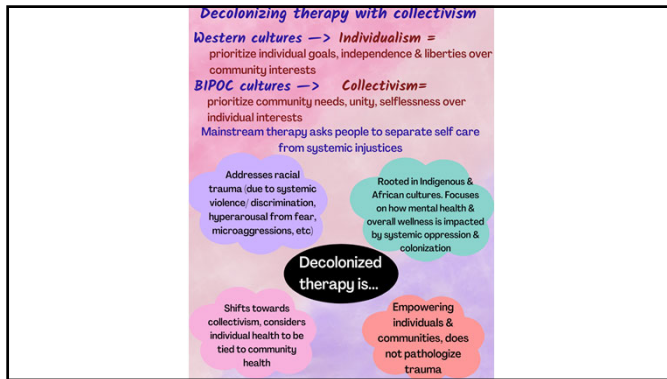 Decolonizing therapy with collectivism
Western cultures —> Individualism =
prioritize individual goals, independence & liberties over
community interests
BIPOC cultures —> Collectivism=
prioritize community needs, unity, selflessness over
individual interests
Mainstream therapy asks people to separate self care
from systemic injustices
Addresses racial
trauma (due to systemic
violence/ discrimination,
hyperarousal from fear,
microaggressions, etc)
Rooted in Indigenous &
African cultures. Focuses
on how mental health &
overall wellness is impacted
by systemic oppression &
colonization
Decolonized
therapy is...
Shifts towards
collectivism, considers
individual health to be
tied to community
health
Empowering
individuals &
communities, does
not pathologize
trauma